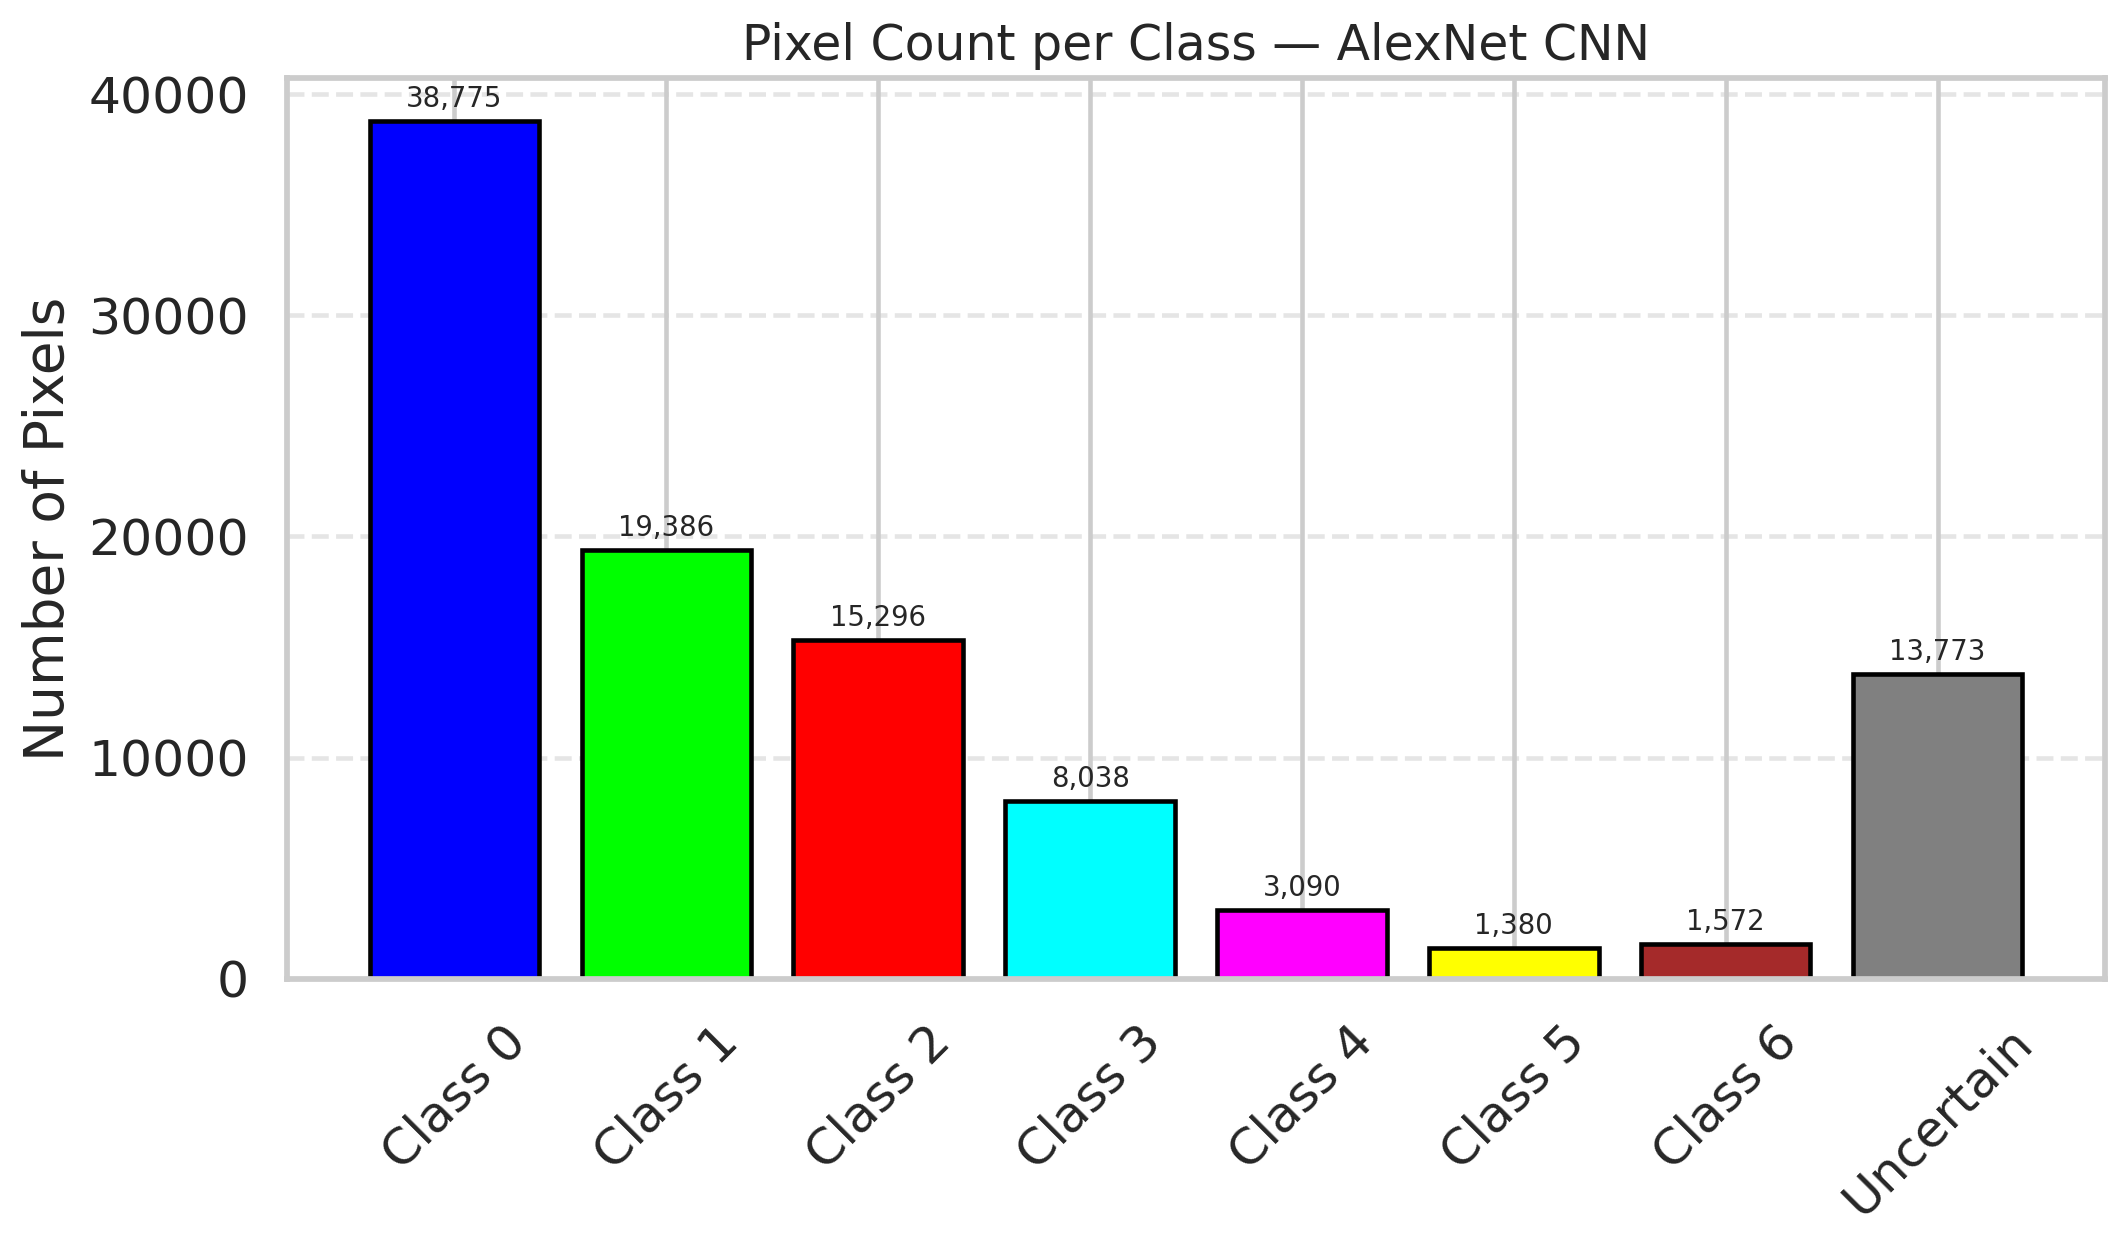 Pixel Count per Class — AlexNet CNN
Number of Pixels
40000
30000
20000
10000
0
38,775
19,386
15,296
8,038
3,090
1,380
1,572
13,773
Class 0
Class 1
Class 2
Class 3
Class 4
Class 5
Class 6
Uncertain